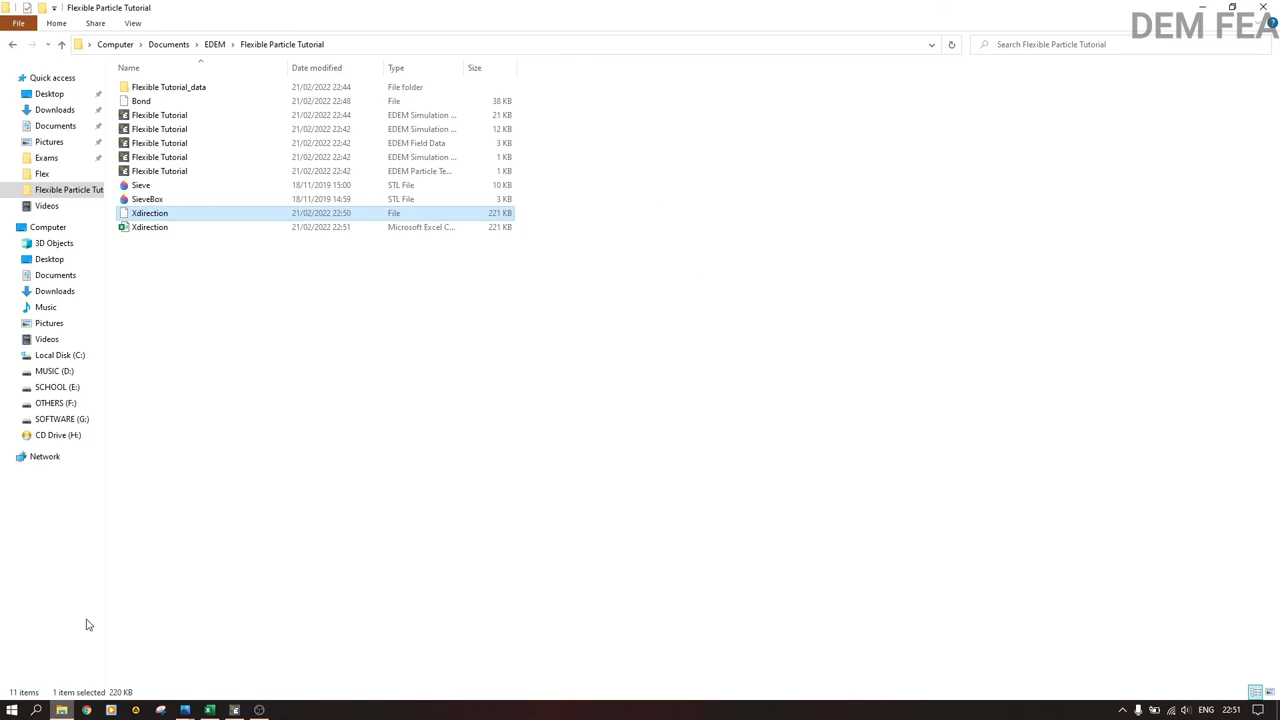 Flexible Particle Tutorial
File Home Share View
DEM FEA
Computer Documents EDEM Flexible Particle Tutorial
Search Flexible Particle Tutorial
Name Date modified Type Size
Quick access
Desktop
Downloads
Documents
Pictures
Exams
Flex
Flexible Particle Tut
Videos
Computer
3D Objects
Desktop
Documents
Downloads
Music
Pictures
Videos
Local Disk (C:)
MUSIC (D:)
SCHOOL (E:)
OTHERS (F:)
SOFTWARE (G:)
CD Drive (H:)
Network
Flexible Tutorial_data 21/02/2022 22:44 File folder
Bond 21/02/2022 22:48 File 38 KB
Flexible Tutorial 21/02/2022 22:44 EDEM Simulation ... 21 KB
Flexible Tutorial 21/02/2022 22:42 EDEM Simulation ... 12 KB
Flexible Tutorial 21/02/2022 22:42 EDEM Field Data 3 KB
Flexible Tutorial 21/02/2022 22:42 EDEM Simulation ... 1 KB
Flexible Tutorial 21/02/2022 22:42 EDEM Particle Te... 1 KB
Sieve 18/11/2019 15:00 STL File 10 KB
SieveBox 18/11/2019 14:59 STL File 3 KB
Xdirection 21/02/2022 22:50 File 221 KB
Xdirection 21/02/2022 22:51 Microsoft Excel C... 221 KB
11 items 1 item selected 220 KB
ENG 22:51